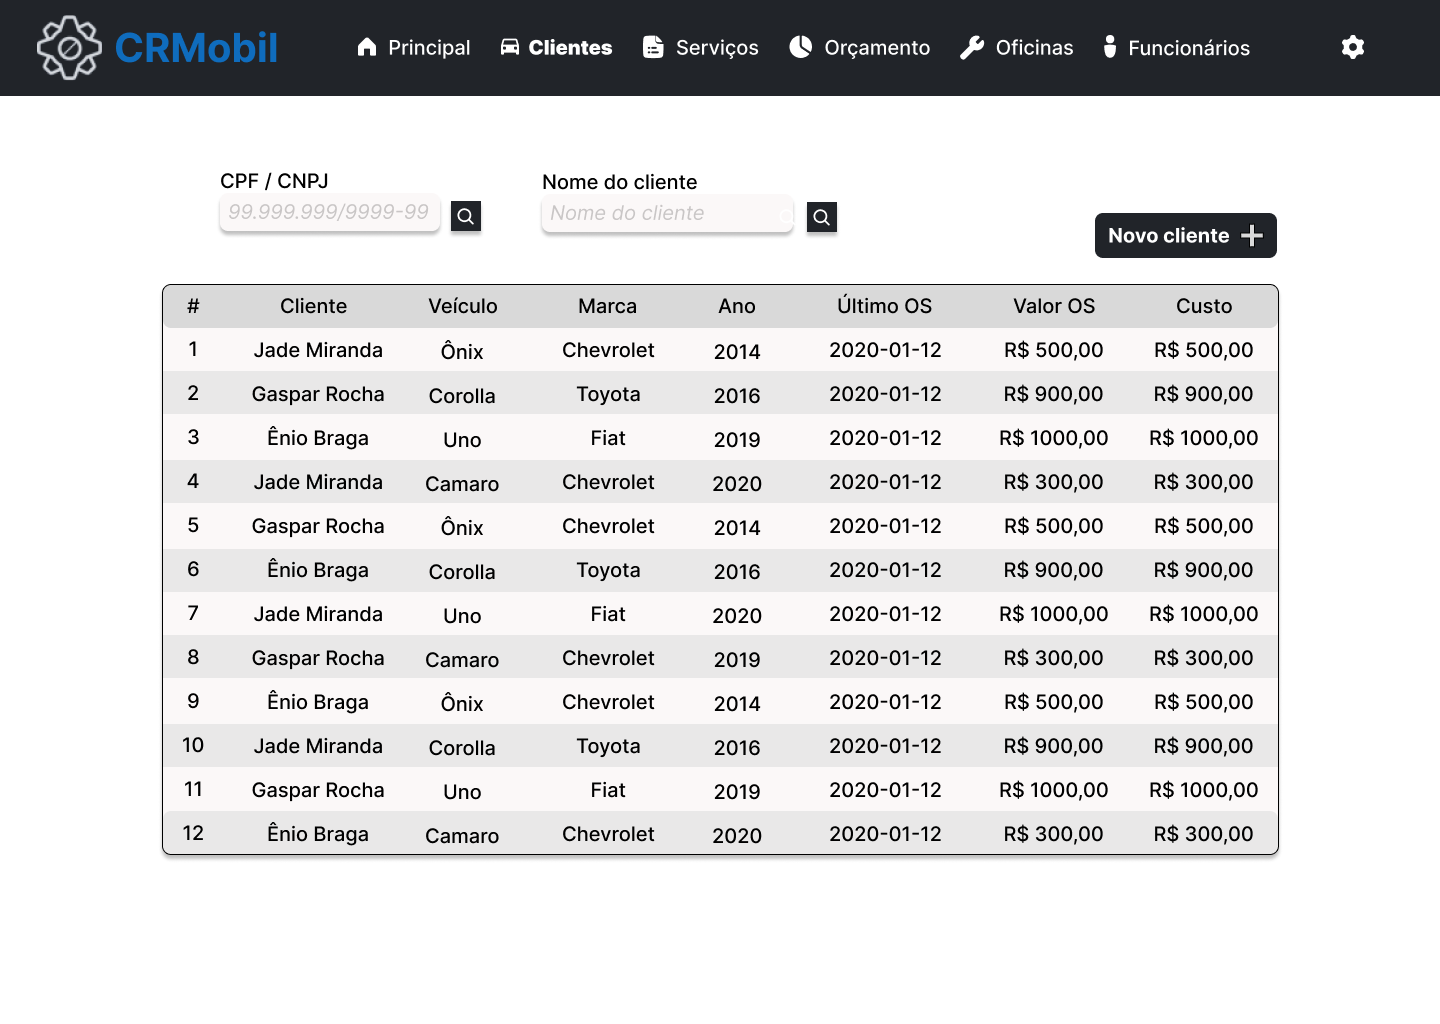 CRMobil Principal Clientes Serviços Orçamento Oficinas Funcionários
CPF / CNPJ Nome do cliente
99.999.999/9999-99 Nome do cliente
Novo cliente
# Cliente Veículo Marca Ano Último OS Valor OS Custo
1 Jade Miranda Ônix Chevrolet 2014 2020-01-12 R$ 500,00 R$ 500,00
2 Gaspar Rocha Corolla Toyota 2016 2020-01-12 R$ 900,00 R$ 900,00
3 Ênio Braga Uno Fiat 2019 2020-01-12 R$ 1000,00 R$ 1000,00
4 Jade Miranda Camaro Chevrolet 2020 2020-01-12 R$ 300,00 R$ 300,00
5 Gaspar Rocha Ônix Chevrolet 2014 2020-01-12 R$ 500,00 R$ 500,00
6 Ênio Braga Corolla Toyota 2016 2020-01-12 R$ 900,00 R$ 900,00
7 Jade Miranda Uno Fiat 2020 2020-01-12 R$ 1000,00 R$ 1000,00
8 Gaspar Rocha Camaro Chevrolet 2019 2020-01-12 R$ 300,00 R$ 300,00
9 Ênio Braga Ônix Chevrolet 2014 2020-01-12 R$ 500,00 R$ 500,00
10 Jade Miranda Corolla Toyota 2016 2020-01-12 R$ 900,00 R$ 900,00
11 Gaspar Rocha Uno Fiat 2019 2020-01-12 R$ 1000,00 R$ 1000,00
12 Ênio Braga Camaro Chevrolet 2020 2020-01-12 R$ 300,00 R$ 300,00